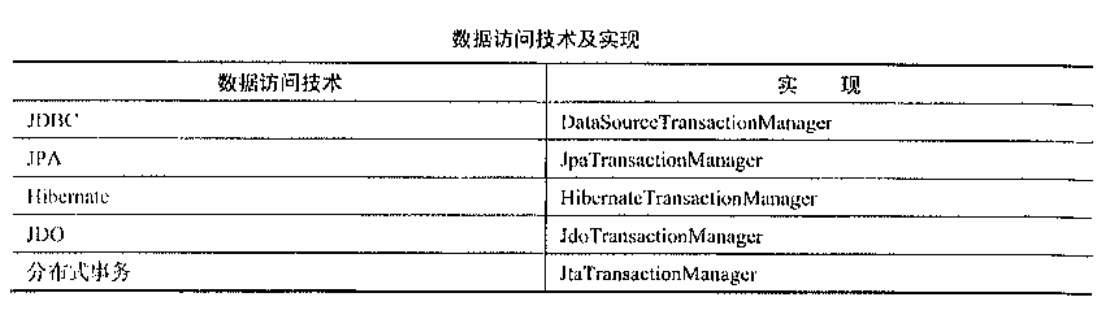 数据访问技术及实现
数据访问技术 实 现
JDBC DataSourceTransactionManager
JPA JpaTransactionManager
Hibernate HibernateTransactionManager
JDO JdoTransactionManager
分布式事务 JtaTransactionManager